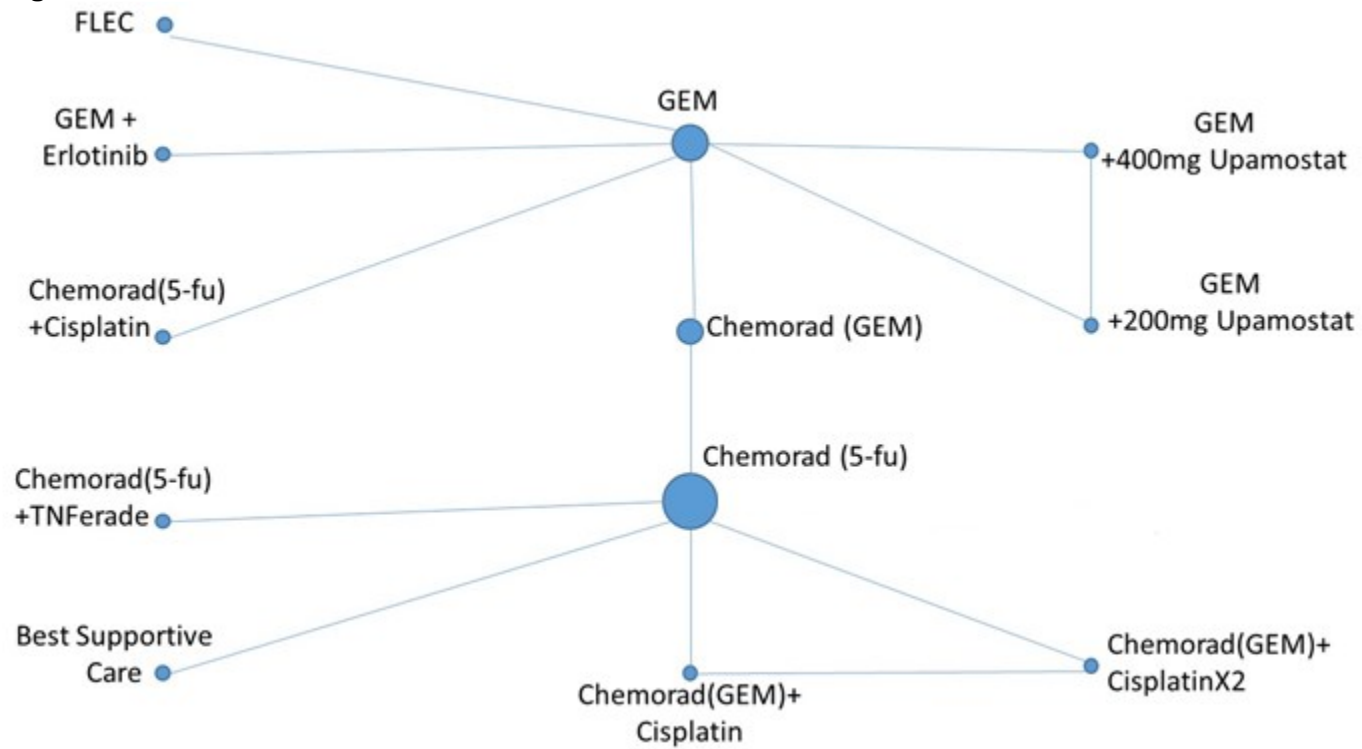 FLEC
GEM
GEM +
Erlotinib
GEM
+400mg Upamostat
Chemorad(5-fu)
+Cisplatin
GEM
+200mg Upamostat
Chemorad (GEM)
Chemorad (5-fu)
Chemorad(5-fu)
+TNFerade
Best Supportive
Care
Chemorad(GEM)+
Cisplatin
Chemorad(GEM)+
CisplatinX2